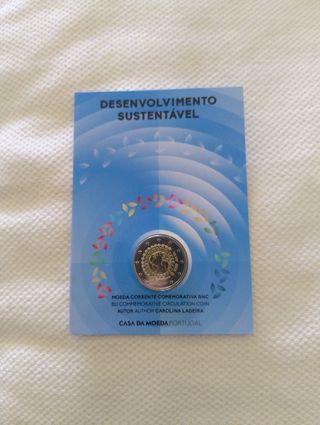 DESENVOLVIMENTO
SUSTENTÁVEL
MOEDA CORRENTE COMEMORATIVA BNC
EU COMMEMORATIVE CIRCULATION COIN
AUTOR AUTHOR CAROLINA LADEIRA
CASA DA MOEDA PORTUGAL